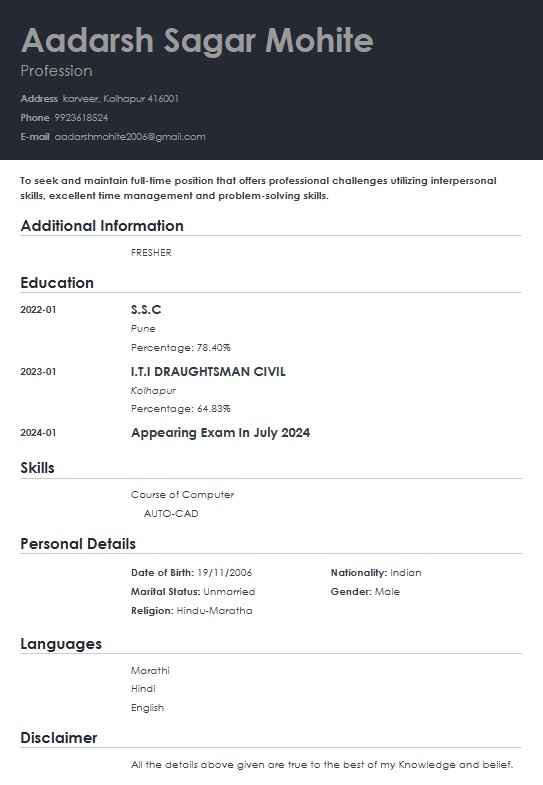 Aadarsh Sagar Mohite
Profession
Address karveer, Kolhapur 416001
Phone 9923618524
E-mail aadarshmohite2006@gmail.com
To seek and maintain full-time position that offers professional challenges utilizing interpersonal
skills, excellent time management and problem-solving skills.
Additional Information
FRESHER
Education
2022-01 S.S.C
Pune
Percentage: 78.40%
2023-01 I.T.I DRAUGHTSMAN CIVIL
Kolhapur
Percentage: 64.83%
2024-01 Appearing Exam In July 2024
Skills
Course of Computer
AUTO-CAD
Personal Details
Date of Birth: 19/11/2006 Nationality: Indian
Marital Status: Unmarried Gender: Male
Religion: Hindu-Maratha
Languages
Marathi
Hindi
English
Disclaimer
All the details above given are true to the best of my Knowledge and belief.